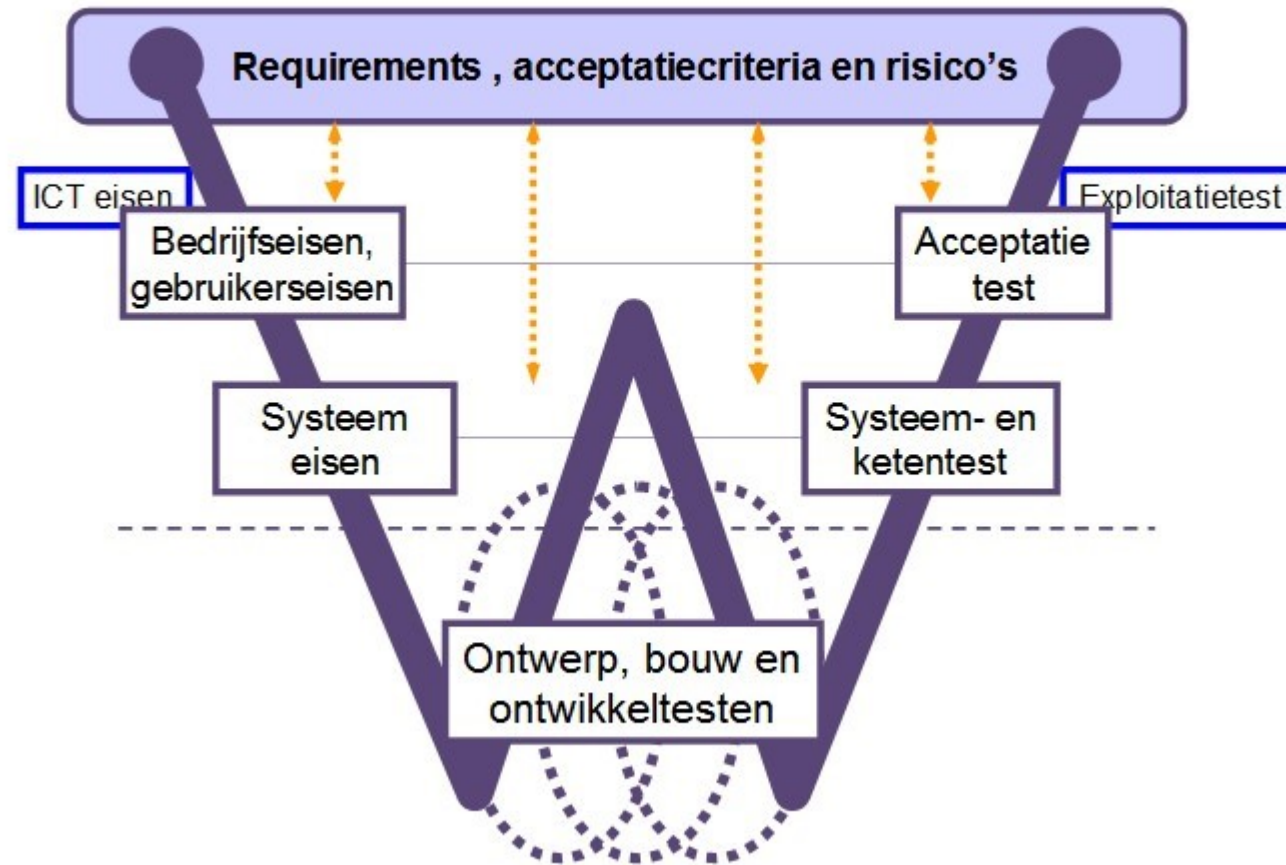 Requirements , acceptatiecriteria en risico's
ICT eisen
Exploitatietest
Bedrijfseisen,
gebruikerseisen
Acceptatie
test
Systeem
eisen
Systeem- en
ketentest
Ontwerp, bouw en
ontwikkeltesten